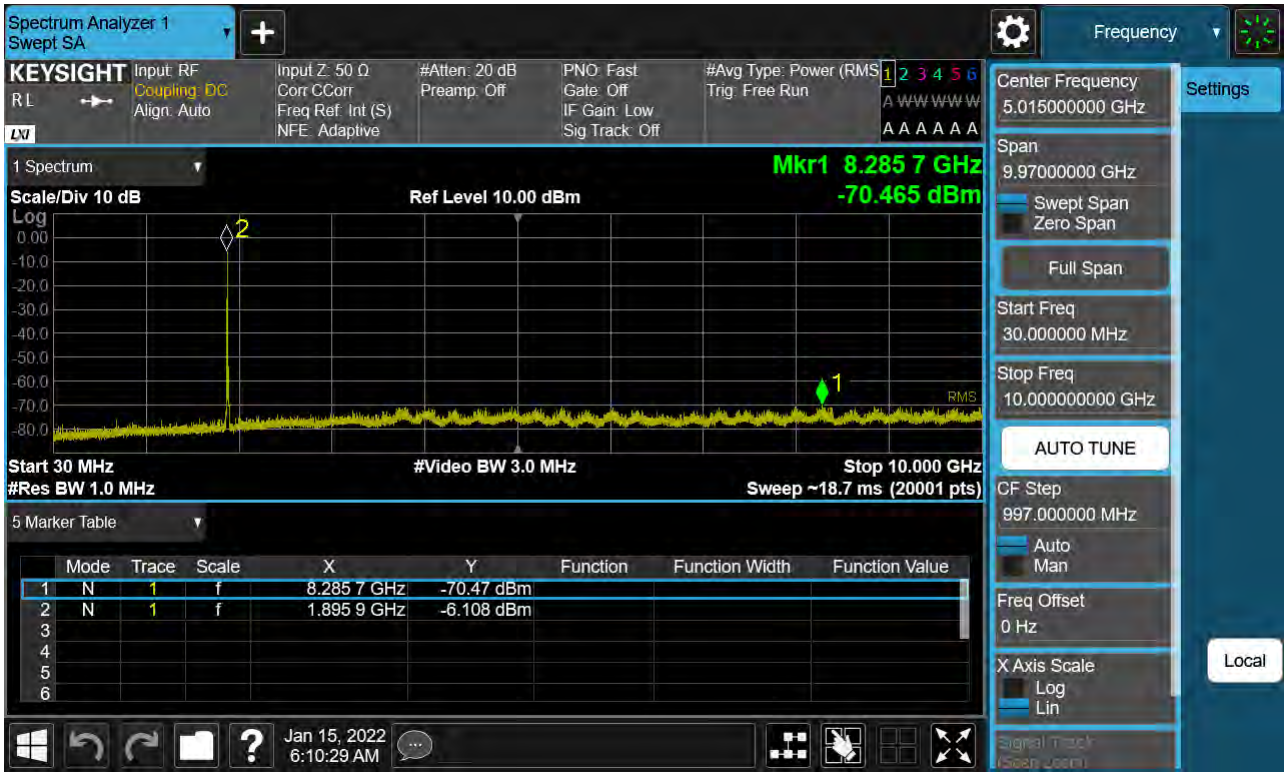 Spectrum Analyzer 1
Swept SA
Frequency
KEYSIGHT
RL
LXI
Input: RF
Coupling: DC
Align: Auto
Input Z: 50 Ω
Corr CCorr
Freq Ref: Int (S)
NFE: Adaptive
#Atten: 20 dB
Preamp: Off
PNO: Fast
Gate: Off
IF Gain: Low
Sig Track: Off
#Avg Type: Power (RMS
Trig: Free Run
1 2 3 4 5 6
A W W W W W
A A A A A A
1 Spectrum
Mkr1 8.285 7 GHz
-70.465 dBm
Scale/Div 10 dB
Ref Level 10.00 dBm
Log
0.00
-10.0
-20.0
-30.0
-40.0
-50.0
-60.0
-70.0
-80.0
2
1
RMS
Start 30 MHz
#Video BW 3.0 MHz
Stop 10.000 GHz
#Res BW 1.0 MHz
Sweep ~18.7 ms (20001 pts)
5 Marker Table
Mode Trace Scale X Y Function Function Width Function Value
1 N 1 f 8.285 7 GHz -70.47 dBm
2 N 1 f 1.895 9 GHz -6.108 dBm
3
4
5
6
Jan 15, 2022
6:10:29 AM
Center Frequency
5.015000000 GHz
Settings
Span
9.97000000 GHz
Swept Span
Zero Span
Full Span
Start Freq
30.000000 MHz
Stop Freq
10.000000000 GHz
AUTO TUNE
CF Step
997.000000 MHz
Auto
Man
Freq Offset
0 Hz
X Axis Scale
Log
Lin
Local
Signal Track
(Span Zoom)